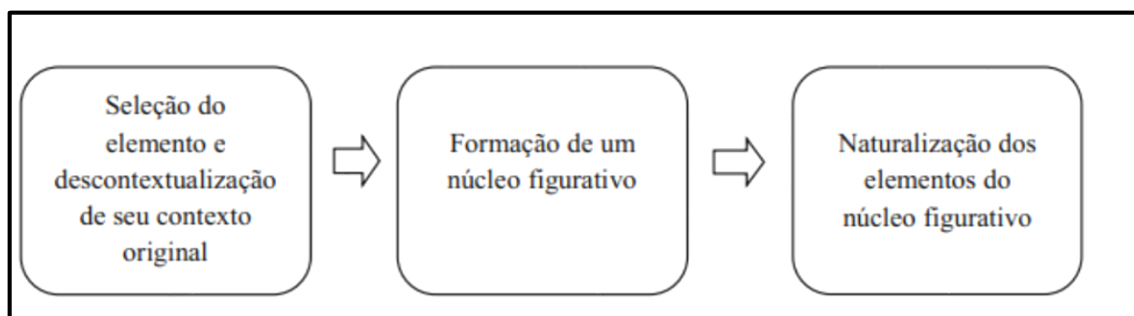 Seleção do
elemento e
descontextualização
de seu contexto
original
Formação de um
núcleo figurativo
Naturalização dos
elementos do
núcleo figurativo